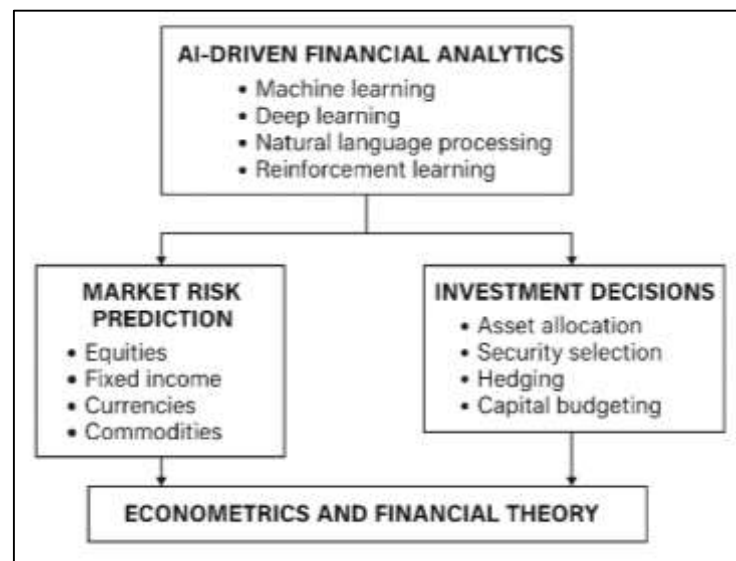 AI-DRIVEN FINANCIAL ANALYTICS
• Machine learning
• Deep learning
• Natural language processing
• Reinforcement learning
MARKET RISK
PREDICTION
• Equities
• Fixed income
• Currencies
• Commodities
INVESTMENT DECISIONS
• Asset allocation
• Security selection
• Hedging
• Capital budgeting
ECONOMETRICS AND FINANCIAL THEORY